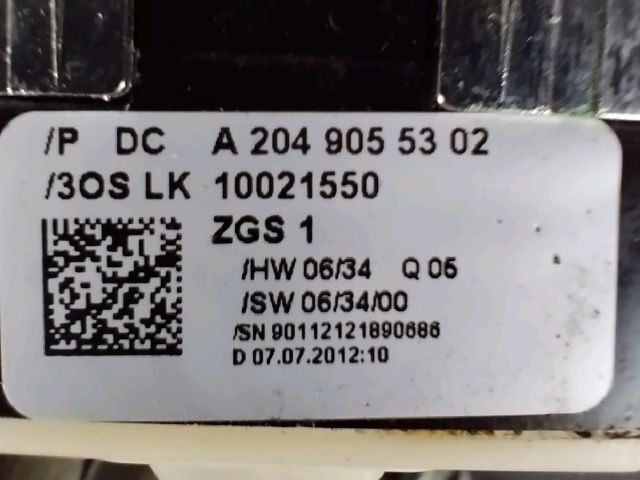 /P DC A 204 905 53 02
/3OS LK 10021550
ZGS 1
/HW 06/34 Q 05
/SW 06/34/00
/SN 90112121890686
D 07.07.2012:10